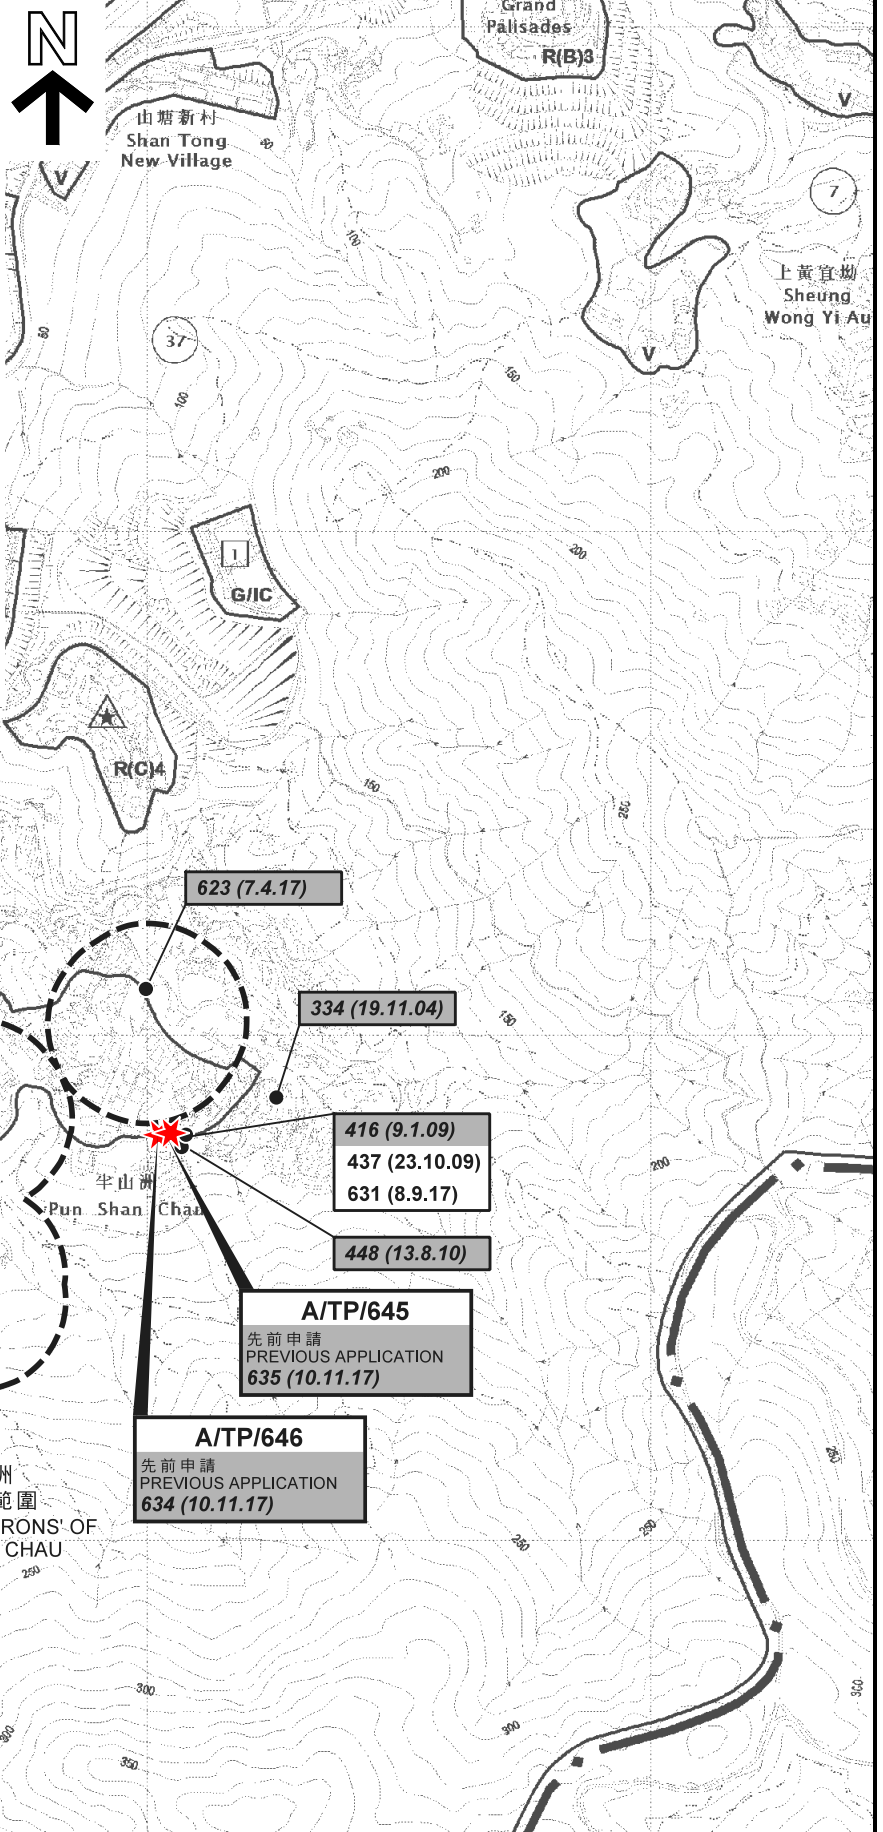 N
Grand
Palisades
R(B)3
V
山塘新村
Shan Tong
New Village
40
V
7
100
上黃宜坳
Sheung
Wong Yi Au
60
37
V
150
100
200
200
1
G/IC
R(C)4
150
250
623 (7.4.17)
334 (19.11.04)
150
416 (9.1.09)
437 (23.10.09)
631 (8.9.17)
200
半山洲
Pun Shan Chau
448 (13.8.10)
A/TP/645
先前申請
PREVIOUS APPLICATION
635 (10.11.17)
A/TP/646
先前申請
PREVIOUS APPLICATION
634 (10.11.17)
250
洲
範圍
RONS' OF
CHAU
250
250
250
300
300
300
300
350